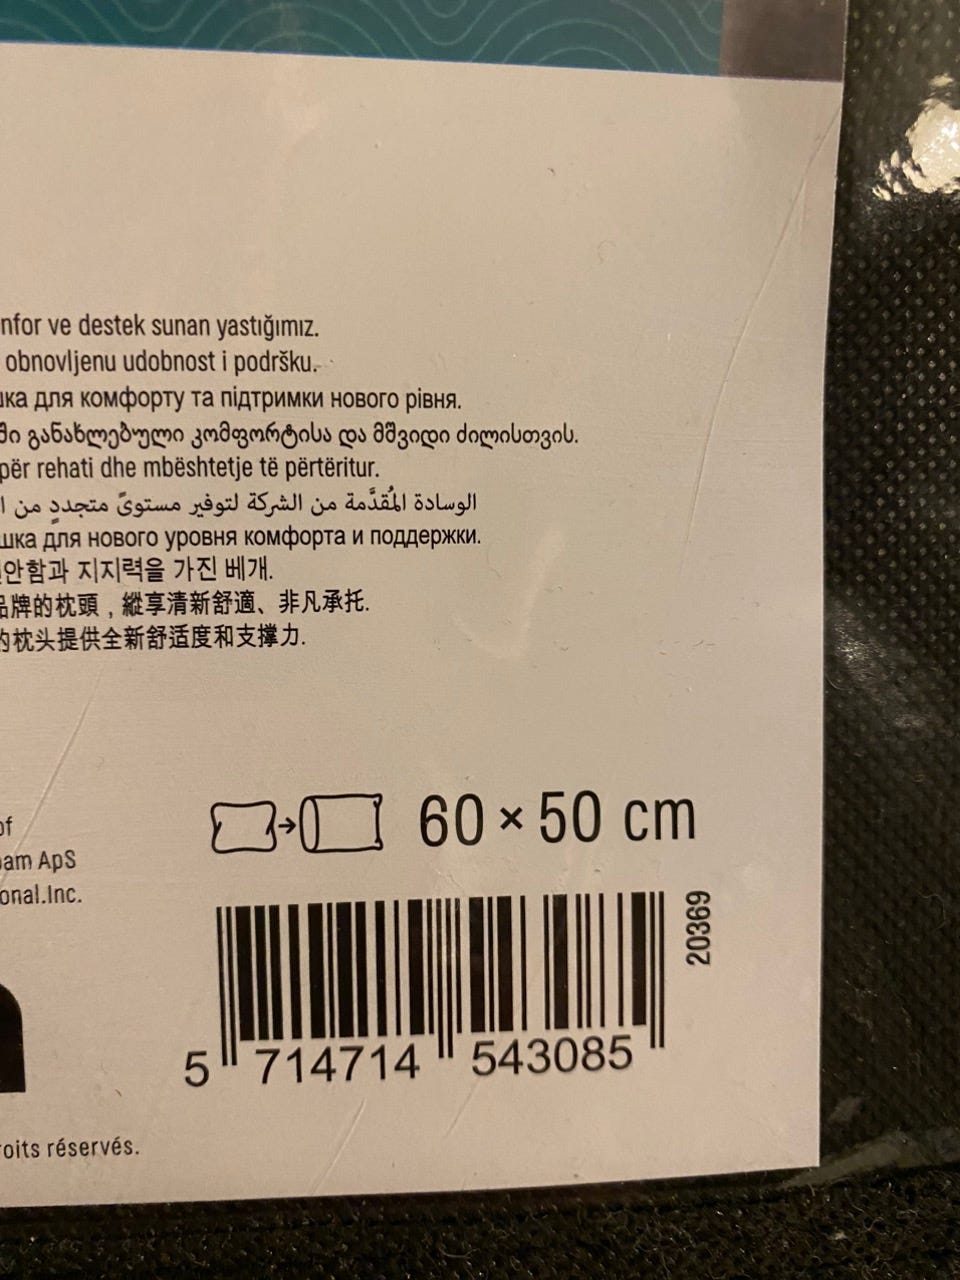 nfor ve destek sunan yastığımız.
obnovljenu udobnost i podršku.
для комфорту та підтримки нового рівня.
განახლებული კომფორტისა და მშვიდი ძილისთვის.
për rehati dhe mbështetje të përtëritur.
الوسادة المُقدَّمة من الشركة لتوفير مستوىً متجددٍ من
шка для нового уровня комфорта и поддержки.
안함과 지지력을 가진 베개.
品牌的枕頭，縱享清新舒適、非凡承托.
的枕头提供全新舒适度和支撑力.
of
am ApS
onal.Inc.
60 × 50 cm
20369
5 714714 543085
roits réservés.